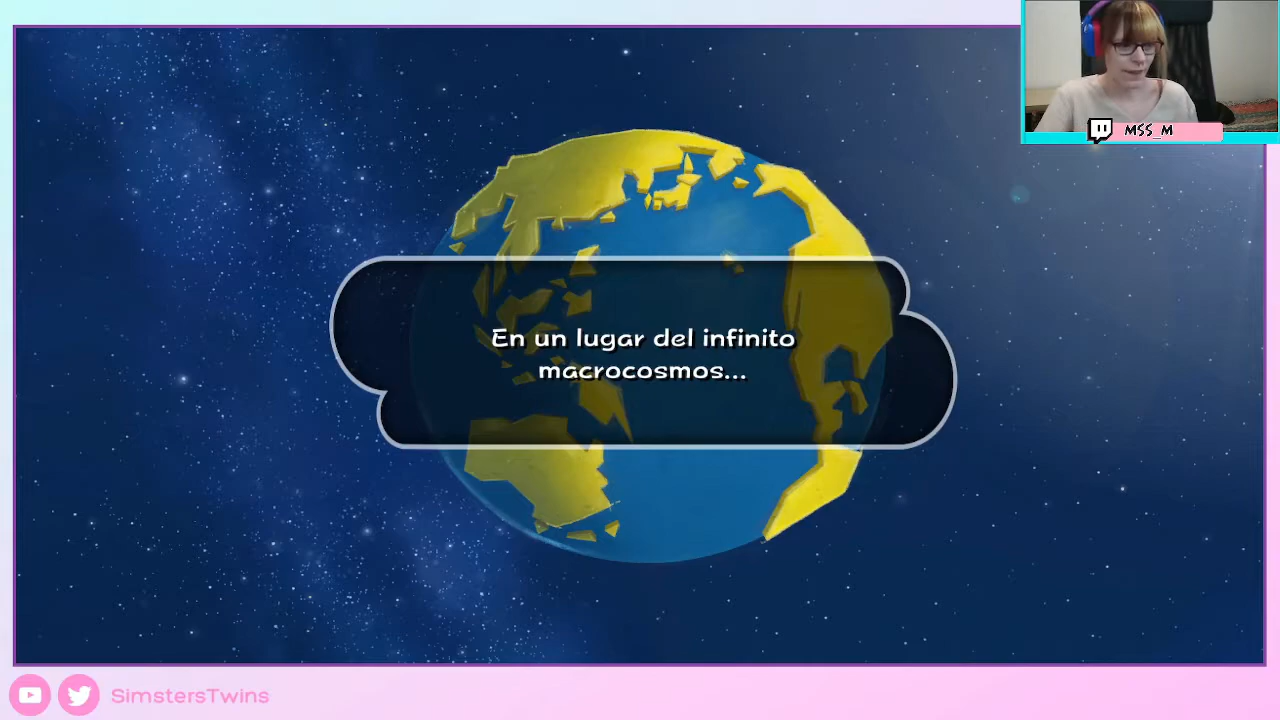 MSS_M
En un lugar del infinito
macrocosmos...
SimstersTwins